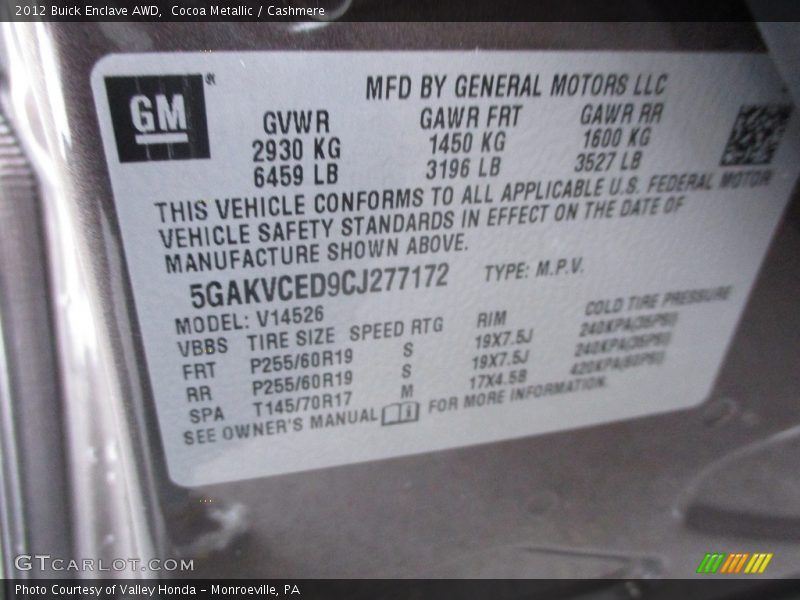 2012 Buick Enclave AWD, Cocoa Metallic / Cashmere
GM®
MFD BY GENERAL MOTORS LLC
GVWR GAWR FRT GAWR RR
2930 KG 1450 KG 1600 KG
6459 LB 3196 LB 3527 LB
THIS VEHICLE CONFORMS TO ALL APPLICABLE U.S. FEDERAL MOTOR
VEHICLE SAFETY STANDARDS IN EFFECT ON THE DATE OF
MANUFACTURE SHOWN ABOVE.
5GAKVCED9CJ277172 TYPE: M.P.V.
MODEL: V14526
VBBS TIRE SIZE SPEED RTG RIM COLD TIRE PRESSURE
FRT P255/60R19 S 19X7.5J 240KPA(35PSI)
RR P255/60R19 S 19X7.5J 240KPA(35PSI)
SPA T145/70R17 M 17X4.5B 420KPA(60PSI)
SEE OWNER'S MANUAL FOR MORE INFORMATION.
GTCARLOT.COM
Photo Courtesy of Valley Honda - Monroeville, PA